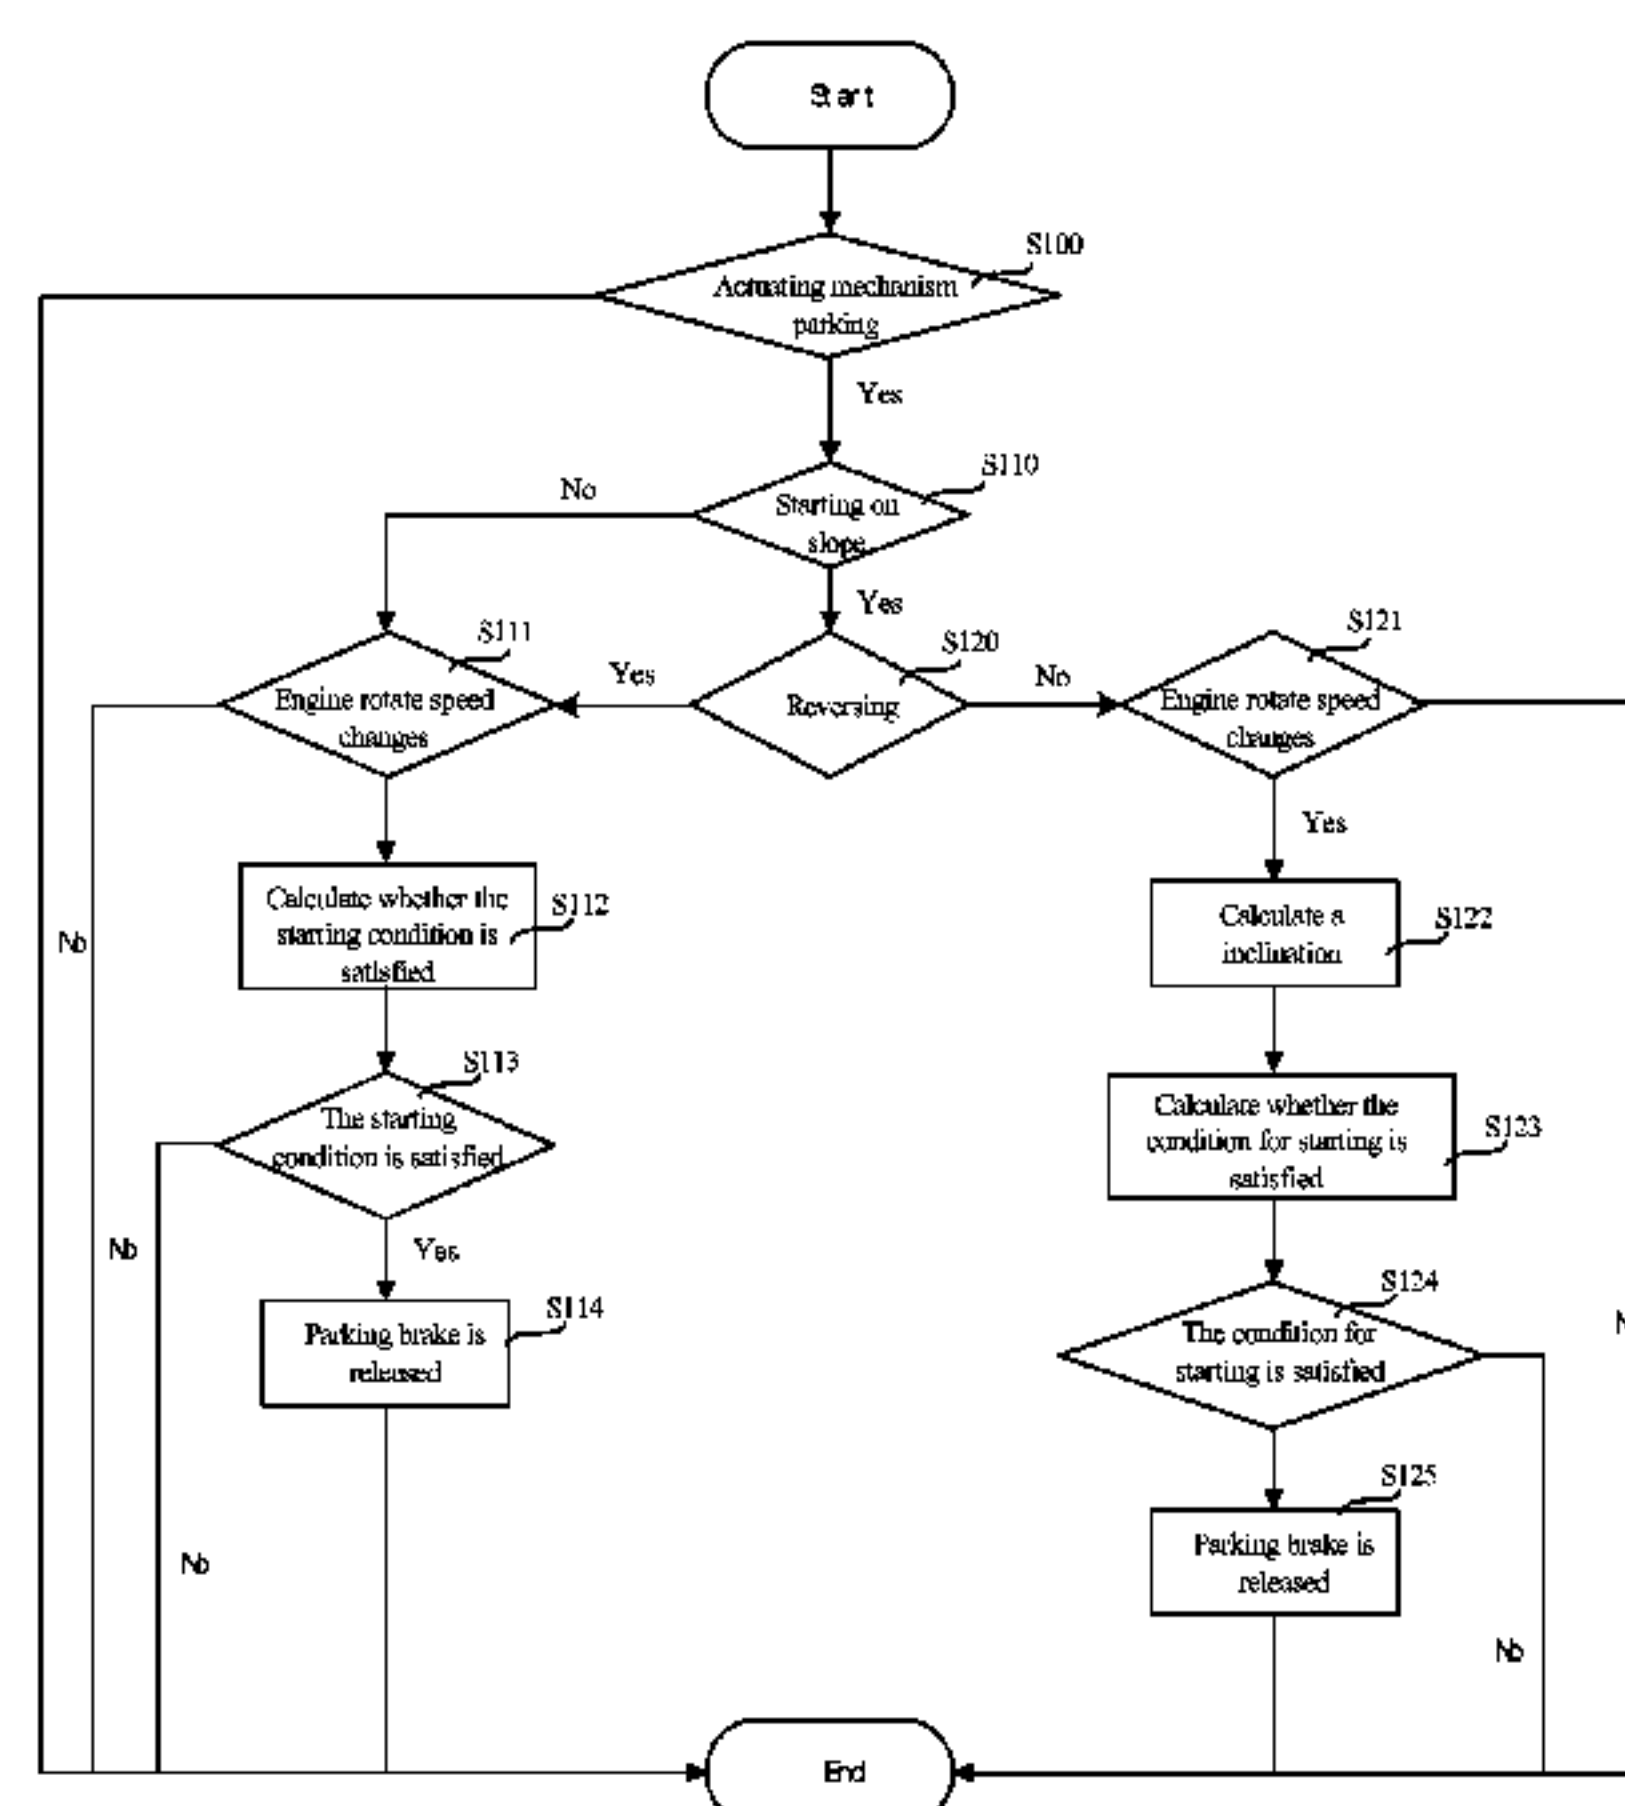 Start
S100
Actuating mechanism
parking
Yes
S110
No
Starting on
slope
Yes
S111
S120
S121
Yes
No
Engine rotate speed
changes
Reversing
Engine rotate speed
changes
Yes
Calculate whether the
starting condition is
satisfied
S112
Calculate a
inclination
S122
No
S113
The starting
condition is satisfied
Calculate whether the
condition for starting is
satisfied
S123
No
Yes
S114
Parking brake is
released
S124
The condition for
starting is satisfied
S125
No
Parking brake is
released
No
End